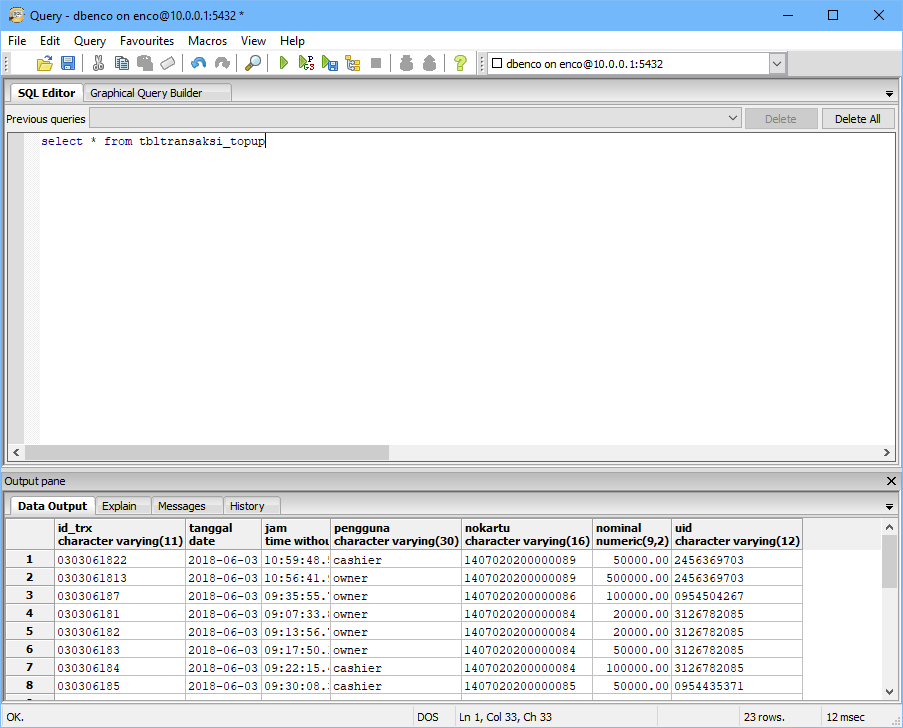 Query - dbenco on enco@10.0.0.1:5432 *
File Edit Query Favourites Macros View Help
dbenco on enco@10.0.0.1:5432
SQL Editor Graphical Query Builder
Previous queries Delete Delete All
select * from tbltransaksi_topup
Output pane
Data Output Explain Messages History
id_trx tanggal jam pengguna nokartu nominal uid
character varying(11) date time withou character varying(30) character varying(16) numeric(9,2) character varying(12)
1 0303061822 2018-06-03 10:59:48. cashier 1407020200000089 50000.00 2456369703
2 0303061813 2018-06-03 10:56:41. owner 1407020200000089 500000.00 2456369703
3 030306187 2018-06-03 09:35:55. owner 1407020200000086 100000.00 0954504267
4 030306181 2018-06-03 09:07:33. owner 1407020200000084 20000.00 3126782085
5 030306182 2018-06-03 09:13:56. owner 1407020200000084 20000.00 3126782085
6 030306183 2018-06-03 09:17:50. owner 1407020200000084 50000.00 3126782085
7 030306184 2018-06-03 09:22:15. cashier 1407020200000084 100000.00 3126782085
8 030306185 2018-06-03 09:30:08. cashier 1407020200000085 50000.00 0954435371
OK. DOS Ln 1, Col 33, Ch 33 23 rows. 12 msec